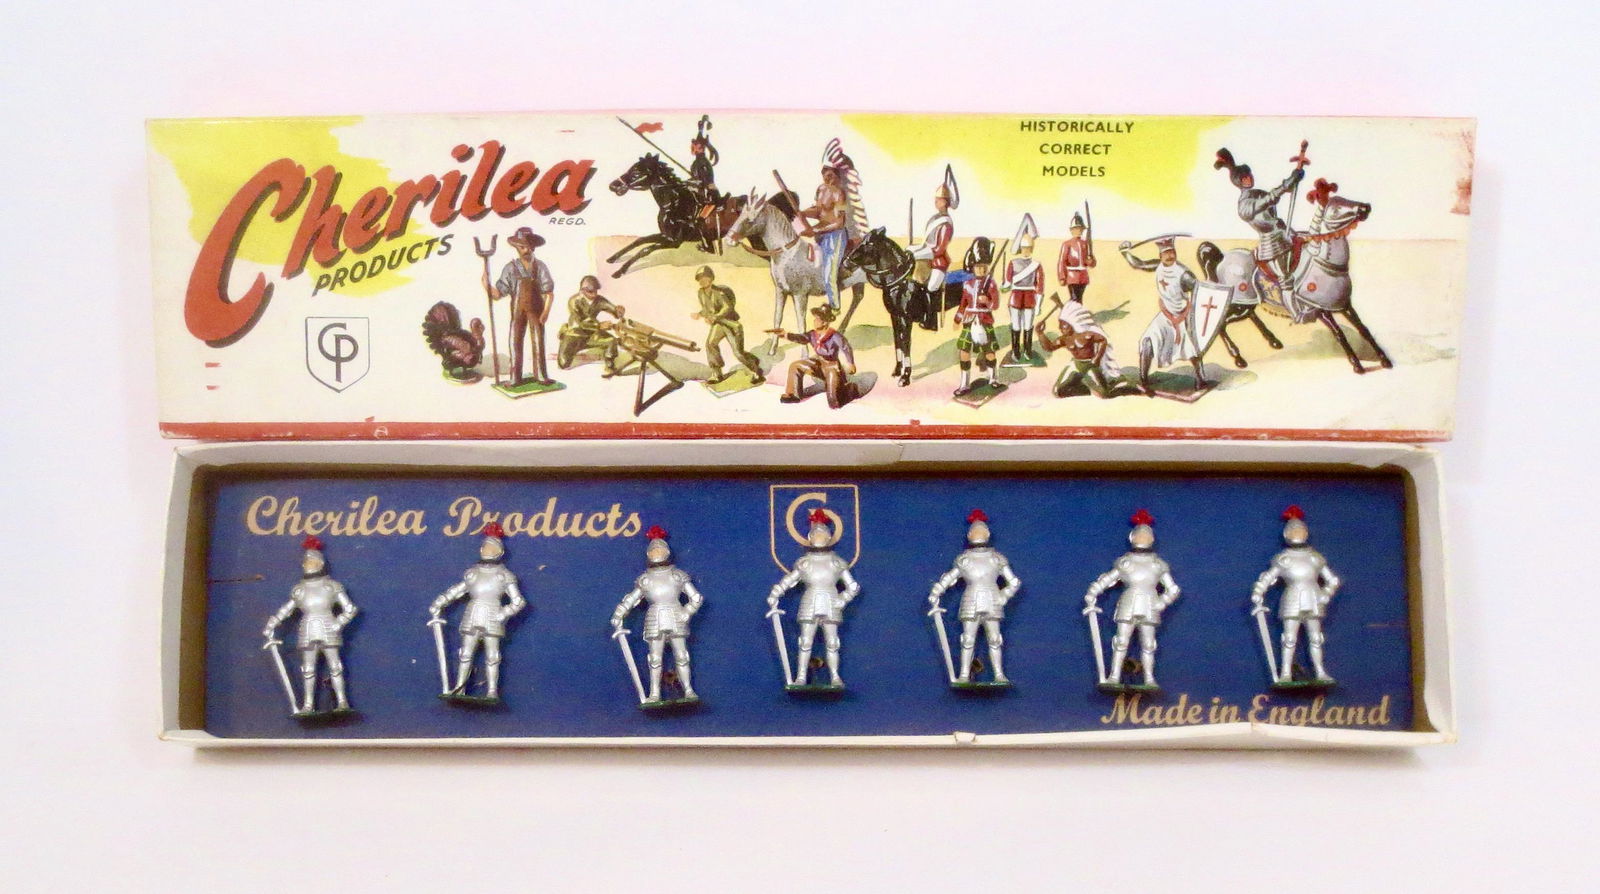 Cherilea
REGD.
PRODUCTS
CP
HISTORICALLY
CORRECT
MODELS
Cherilea Products
Made in England